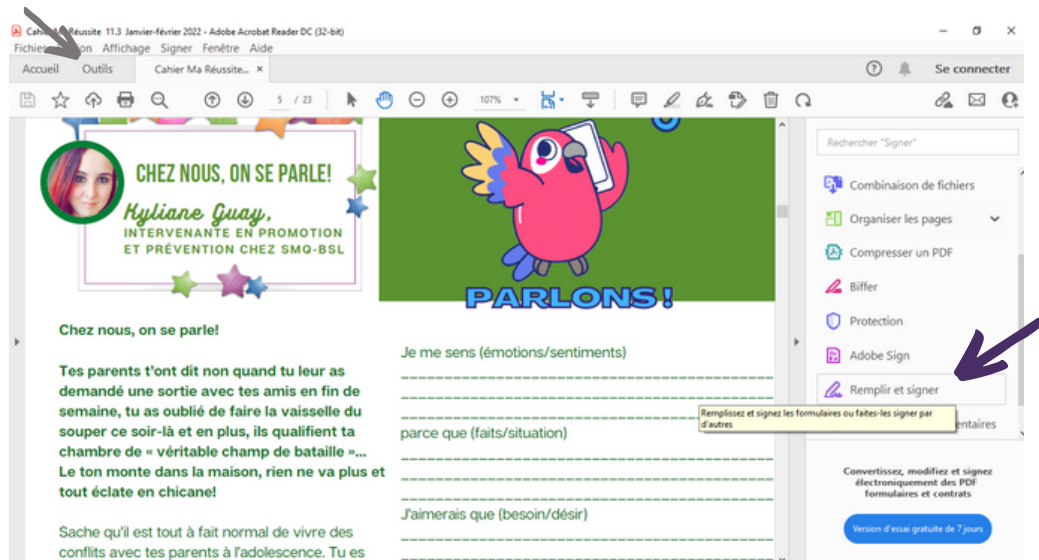 Cahier Ma Réussite 11.3 Janvier-février 2022 - Adobe Acrobat Reader DC (32-bit)
Fichier Affichage Signer Fenêtre Aide
Accueil Outils Cahier Ma Réussite... × Se connecter
5 / 23 107%
CHEZ NOUS, ON SE PARLE!
Kyliane Guay,
INTERVENANTE EN PROMOTION
ET PRÉVENTION CHEZ SMQ-BSL
PARLONS!
Chez nous, on se parle!
Tes parents t'ont dit non quand tu leur as
demandé une sortie avec tes amis en fin de
semaine, tu as oublié de faire la vaisselle du
souper ce soir-là et en plus, ils qualifient ta
chambre de « véritable champ de bataille »...
Le ton monte dans la maison, rien ne va plus et
tout éclate en chicane!
Sache qu'il est tout à fait normal de vivre des
conflits avec tes parents à l'adolescence. Tu es
Je me sens (émotions/sentiments)
parce que (faits/situation)
J'aimerais que (besoin/désir)
Rechercher "Signer"
Combinaison de fichiers
Organiser les pages
Compresser un PDF
Biffer
Protection
Adobe Sign
Remplir et signer
Remplissez et signez les formulaires ou faites-les signer par
d'autres
entaires
Convertissez, modifiez et signez
électroniquement des PDF
formulaires et contrats
Version d'essai gratuite de 7 jours